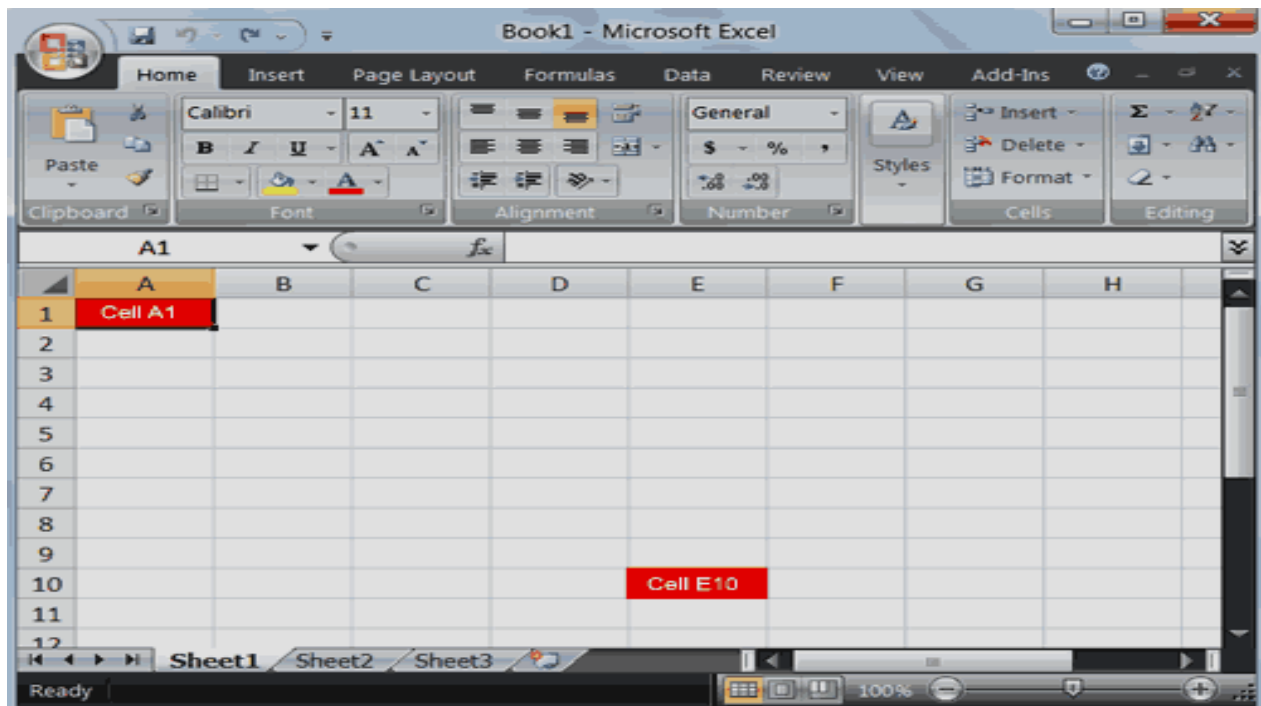 Book1 - Microsoft Excel
Home Insert Page Layout Formulas Data Review View Add-Ins
Calibri 11 General Insert Σ
Paste B I U A A $ % , Styles Delete
A Format
Clipboard Font Alignment Number Cells Editing
A1 fx
A B C D E F G H
1 Cell A1
2
3
4
5
6
7
8
9
10 Cell E10
11
12
Sheet1 Sheet2 Sheet3
Ready 100%